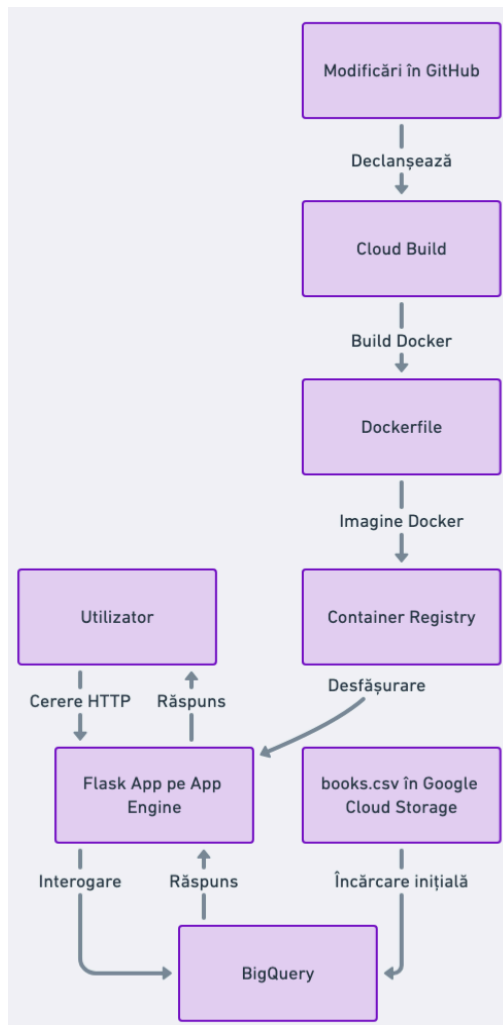 Modificări în GitHub
Declanșează
Cloud Build
Build Docker
Dockerfile
Imagine Docker
Utilizator
Container Registry
Cerere HTTP
Răspuns
Desfășurare
Flask App pe App
Engine
books.csv în Google
Cloud Storage
Interogare
Răspuns
Încărcare inițială
BigQuery